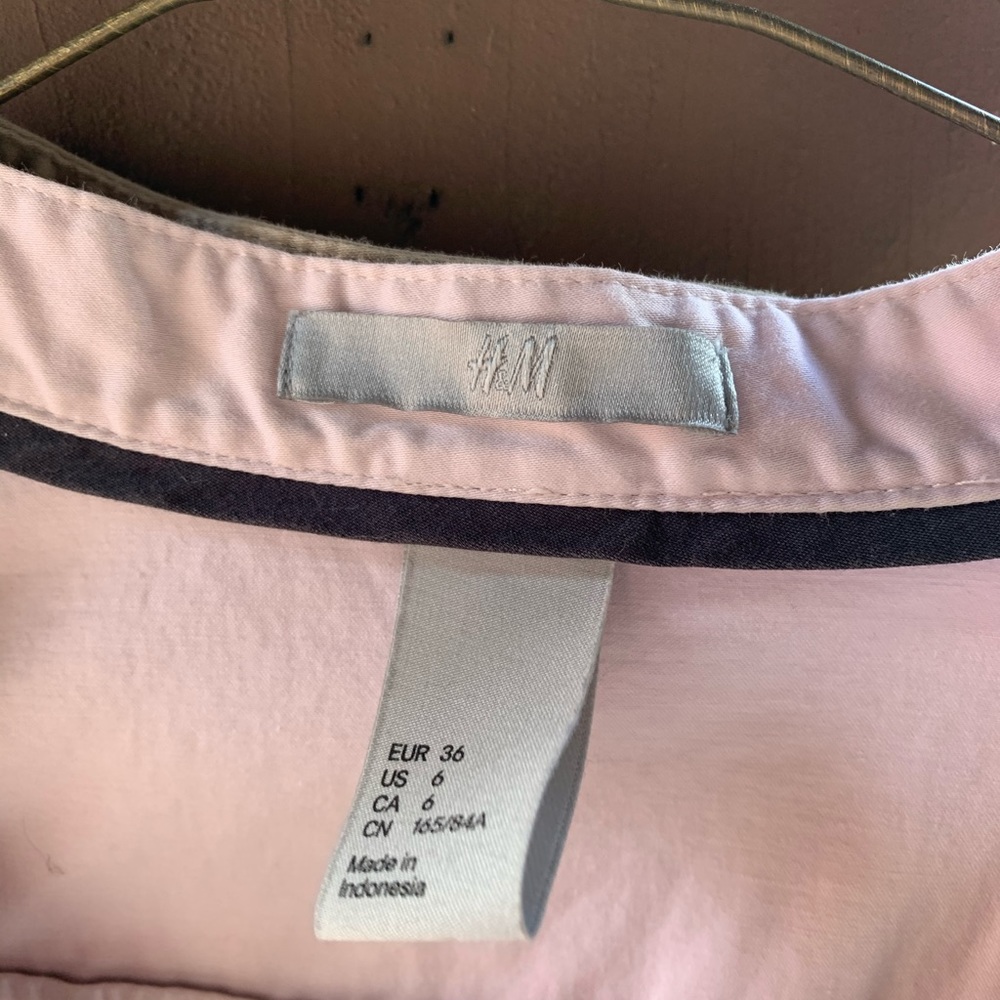 H&M
EUR 36
US 6
CA 6
CN 165/84A
Made in
Indonesia